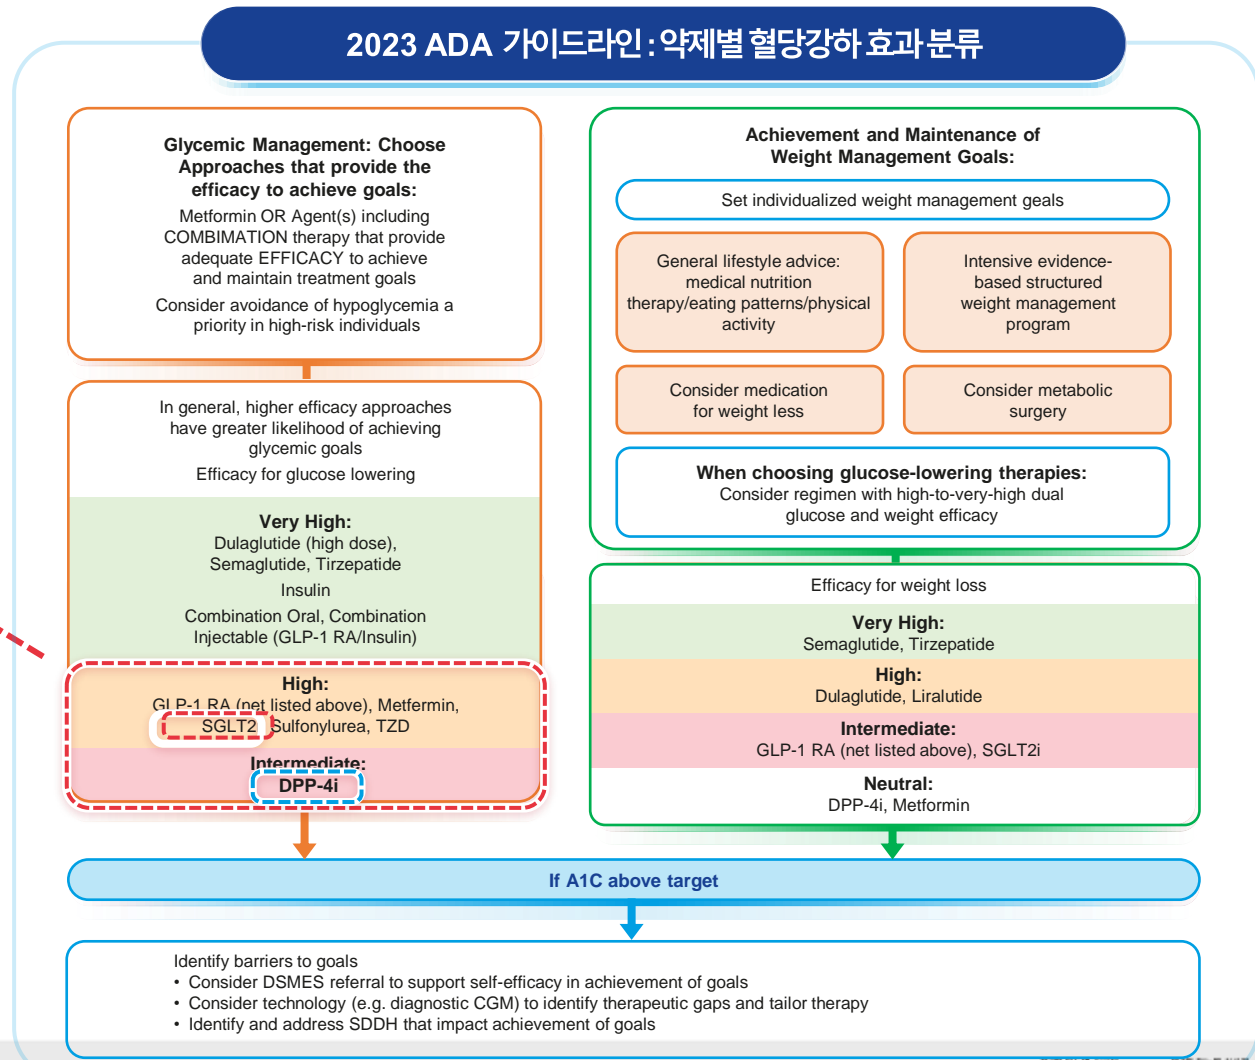 2023 ADA 가이드라인 : 약제별 혈당강하 효과 분류
Glycemic Management: Choose
Approaches that provide the
efficacy to achieve goals:
Metformin OR Agent(s) including
COMBIMATION therapy that provide
adequate EFFICACY to achieve
and maintain treatment goals
Consider avoidance of hypoglycemia a
priority in high-risk individuals
In general, higher efficacy approaches
have greater likelihood of achieving
glycemic goals
Efficacy for glucose lowering
Very High:
Dulaglutide (high dose),
Semaglutide, Tirzepatide
Insulin
Combination Oral, Combination
Injectable (GLP-1 RA/Insulin)
High:
GLP-1 RA (net listed above), Metfermin,
SGLT2 Sulfonylurea, TZD
Intermediate:
DPP-4i
Achievement and Maintenance of
Weight Management Goals:
Set individualized weight management geals
General lifestyle advice:
medical nutrition
therapy/eating patterns/physical
activity
Intensive evidence-
based structured
weight management
program
Consider medication
for weight less
Consider metabolic
surgery
When choosing glucose-lowering therapies:
Consider regimen with high-to-very-high dual
glucose and weight efficacy
Efficacy for weight loss
Very High:
Semaglutide, Tirzepatide
High:
Dulaglutide, Liralutide
Intermediate:
GLP-1 RA (net listed above), SGLT2i
Neutral:
DPP-4i, Metformin
If A1C above target
Identify barriers to goals
• Consider DSMES referral to support self-efficacy in achievement of goals
• Consider technology (e.g. diagnostic CGM) to identify therapeutic gaps and tailor therapy
• Identify and address SDDH that impact achievement of goals